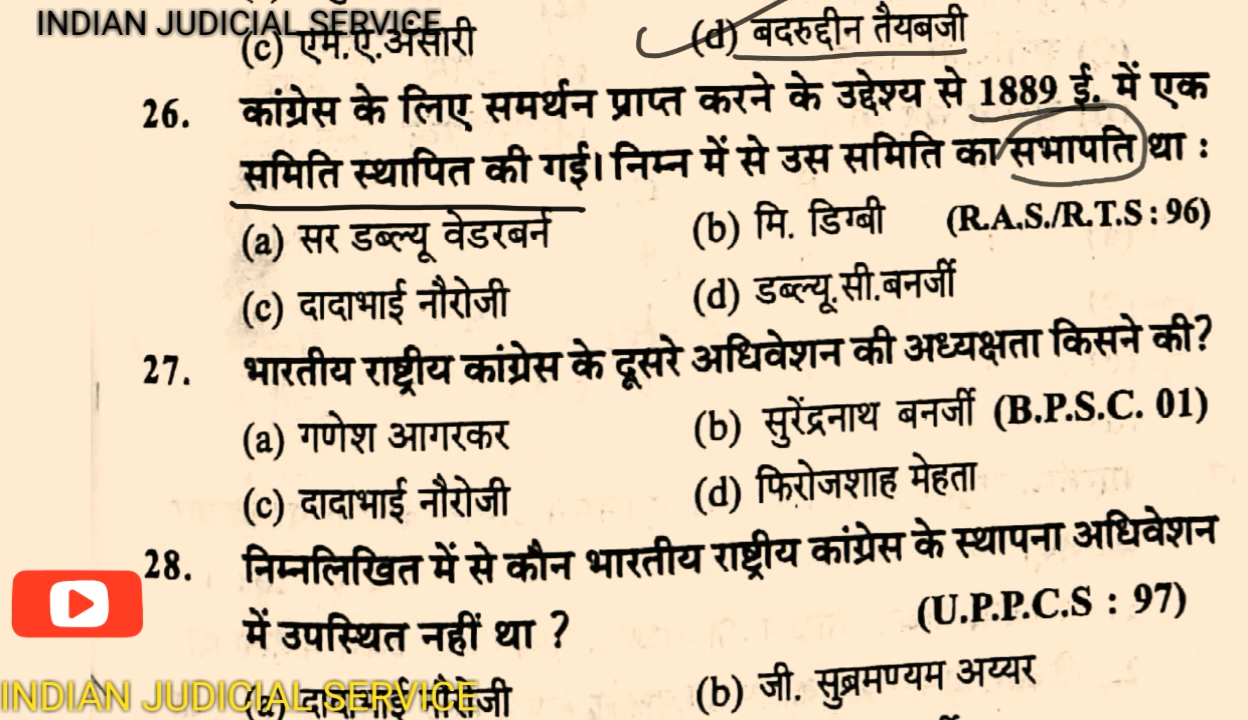 INDIAN JUDICIAL SERVICE
(c) एम.ए.अंसारी (d) बदरुद्दीन तैयबजी
26. कांग्रेस के लिए समर्थन प्राप्त करने के उद्देश्य से 1889 ई. में एक
समिति स्थापित की गई। निम्न में से उस समिति का सभापति था :
(a) सर डब्ल्यू वेडरबर्न (b) मि. डिग्बी (R.A.S./R.T.S : 96)
(c) दादाभाई नौरोजी (d) डब्ल्यू.सी.बनर्जी
27. भारतीय राष्ट्रीय कांग्रेस के दूसरे अधिवेशन की अध्यक्षता किसने की?
(a) गणेश आगरकर (b) सुरेंद्रनाथ बनर्जी (B.P.S.C. 01)
(c) दादाभाई नौरोजी (d) फिरोजशाह मेहता
28. निम्नलिखित में से कौन भारतीय राष्ट्रीय कांग्रेस के स्थापना अधिवेशन
में उपस्थित नहीं था ? (U.P.P.C.S : 97)
(a) दादाभाई नौरोजी (b) जी. सुब्रमण्यम अय्यर
INDIAN JUDICIAL SERVICE